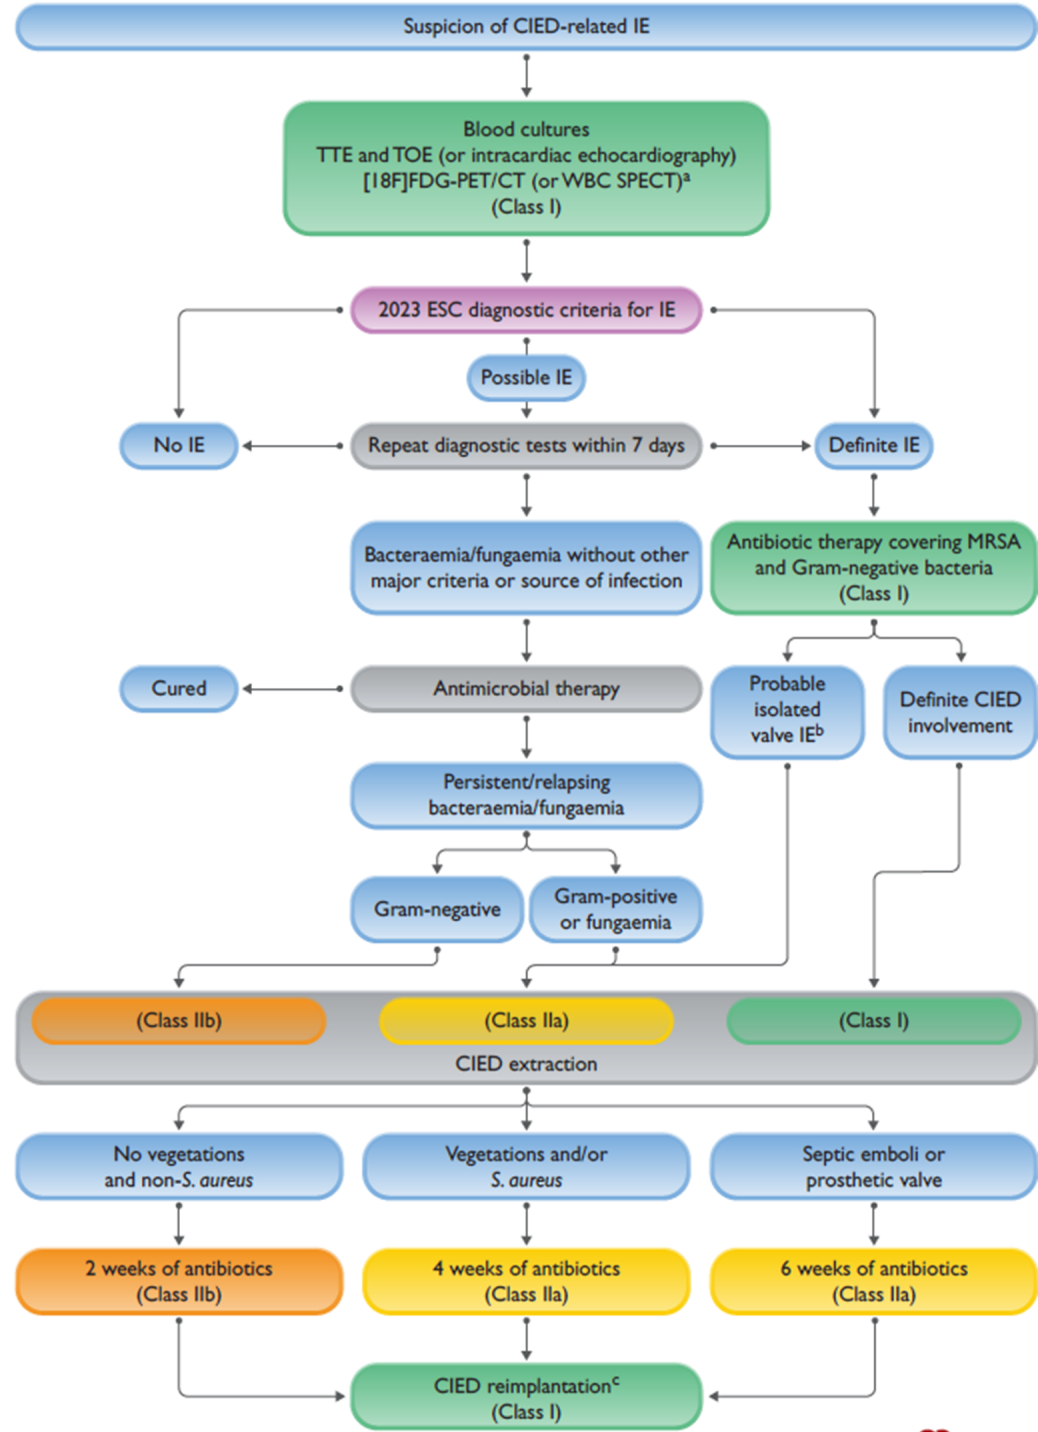 Suspicion of CIED-related IE
Blood cultures
TTE and TOE (or intracardiac echocardiography)
[18F]FDG-PET/CT (or WBC SPECT)ᵃ
(Class I)
2023 ESC diagnostic criteria for IE
Possible IE
No IE
Repeat diagnostic tests within 7 days
Definite IE
Bacteraemia/fungaemia without other
major criteria or source of infection
Antibiotic therapy covering MRSA
and Gram-negative bacteria
(Class I)
Cured
Antimicrobial therapy
Probable
isolated
valve IEᵇ
Definite CIED
involvement
Persistent/relapsing
bacteraemia/fungaemia
Gram-negative
Gram-positive
or fungaemia
(Class IIb)
(Class IIa)
(Class I)
CIED extraction
No vegetations
and non-S. aureus
Vegetations and/or
S. aureus
Septic emboli or
prosthetic valve
2 weeks of antibiotics
(Class IIb)
4 weeks of antibiotics
(Class IIa)
6 weeks of antibiotics
(Class IIa)
CIED reimplantationᶜ
(Class I)